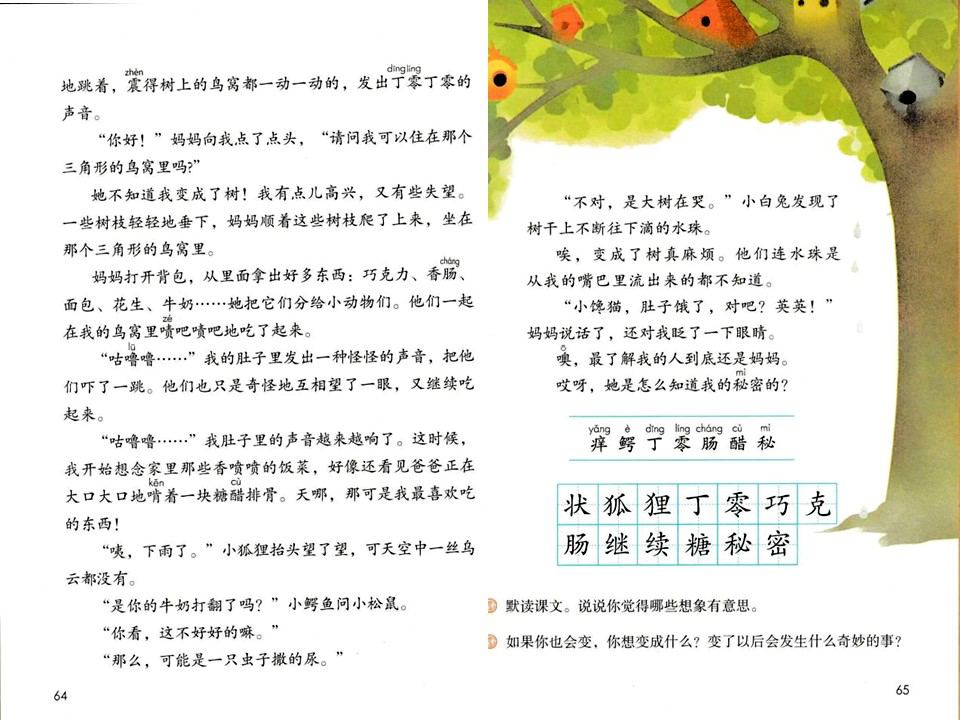 zhèn dīng líng
地跳着，震得树上的鸟窝都一动一动的，发出丁零丁零的
声音。
“你好！”妈妈向我点了点头，“请问我可以住在那个
三角形的鸟窝里吗?”
她不知道我变成了树！我有点儿高兴，又有些失望。
一些树枝轻轻地垂下，妈妈顺着这些树枝爬了上来，坐在
那个三角形的鸟窝里。
cháng
妈妈打开背包，从里面拿出好多东西：巧克力、香肠、
面包、花生、牛奶……她把它们分给小动物们。他们一起
zé
在我的鸟窝里啧吧啧吧地吃了起来。
lū
“咕噜噜……”我的肚子里发出一种怪怪的声音，把他
们吓了一跳。他们也只是奇怪地互相望了一眼，又继续吃
起来。
“咕噜噜……”我肚子里的声音越来越响了。这时候，
我开始想念家里那些香喷喷的饭菜，好像还看见爸爸正在
kěn cù
大口大口地啃着一块糖醋排骨。天哪，那可是我最喜欢吃
的东西！
“咦，下雨了。”小狐狸抬头望了望，可天空中一丝乌
云都没有。
“是你的牛奶打翻了吗？”小鳄鱼问小松鼠。
“你看，这不好好的嘛。”
“那么，可能是一只虫子撒的尿。”
64
“不对，是大树在哭。”小白兔发现了
树干上不断往下滴的水珠。
唉，变成了树真麻烦。他们连水珠是
从我的嘴巴里流出来的都不知道。
“小馋猫，肚子饿了，对吧？英英！”
妈妈说话了，还对我眨了一下眼睛。
ō
噢，最了解我的人到底还是妈妈。
mì
哎呀，她是怎么知道我的秘密的？
yǎng è dīng líng cháng cù mì
痒 鳄 丁 零 肠 醋 秘
状 狐 狸 丁 零 巧 克
肠 继 续 糖 秘 密
默读课文。说说你觉得哪些想象有意思。
如果你也会变，你想变成什么？变了以后会发生什么奇妙的事？
65